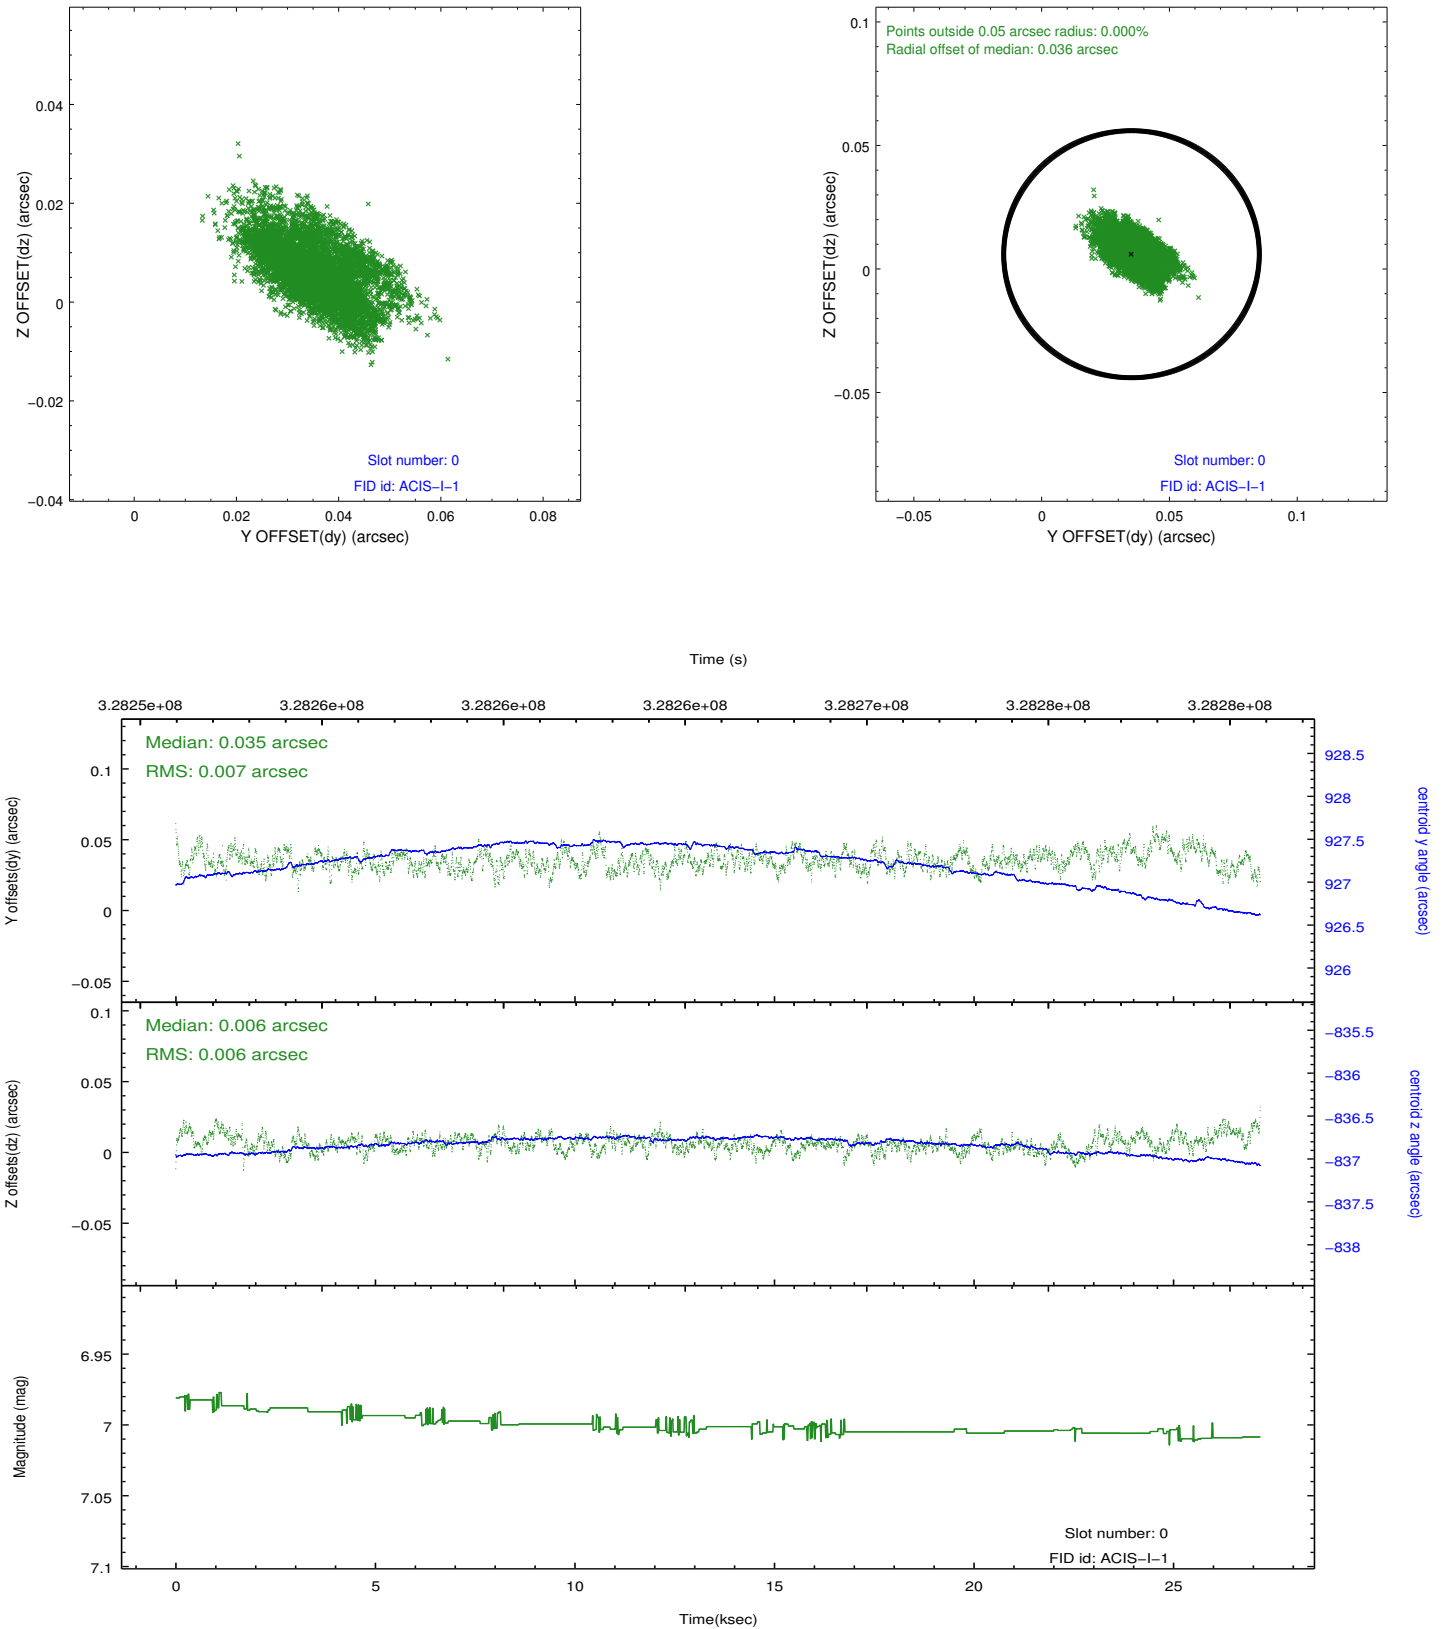 0.04
0.02
0
−0.02
−0.04
Z OFFSET(dz) (arcsec)
Slot number: 0
FID id: ACIS−I−1
0 0.02 0.04 0.06 0.08
Y OFFSET(dy) (arcsec)
Points outside 0.05 arcsec radius: 0.000%
Radial offset of median: 0.036 arcsec
0.1
0.05
0
−0.05
Z OFFSET(dz) (arcsec)
Slot number: 0
FID id: ACIS−I−1
−0.05 0 0.05 0.1
Y OFFSET(dy) (arcsec)
Time (s)
3.2825e+08 3.2826e+08 3.2826e+08 3.2826e+08 3.2827e+08 3.2828e+08 3.2828e+08
Median: 0.035 arcsec
RMS: 0.007 arcsec
0.1
0.05
0
−0.05
Y offsets(dy) (arcsec)
928.5
928
927.5
927
926.5
926
centroid y angle (arcsec)
Median: 0.006 arcsec
RMS: 0.006 arcsec
0.1
0.05
0
−0.05
Z offsets(dz) (arcsec)
−835.5
−836
−836.5
−837
−837.5
−838
centroid z angle (arcsec)
6.95
7
7.05
7.1
Magnitude (mag)
Slot number: 0
FID id: ACIS−I−1
0 5 10 15 20 25
Time(ksec)